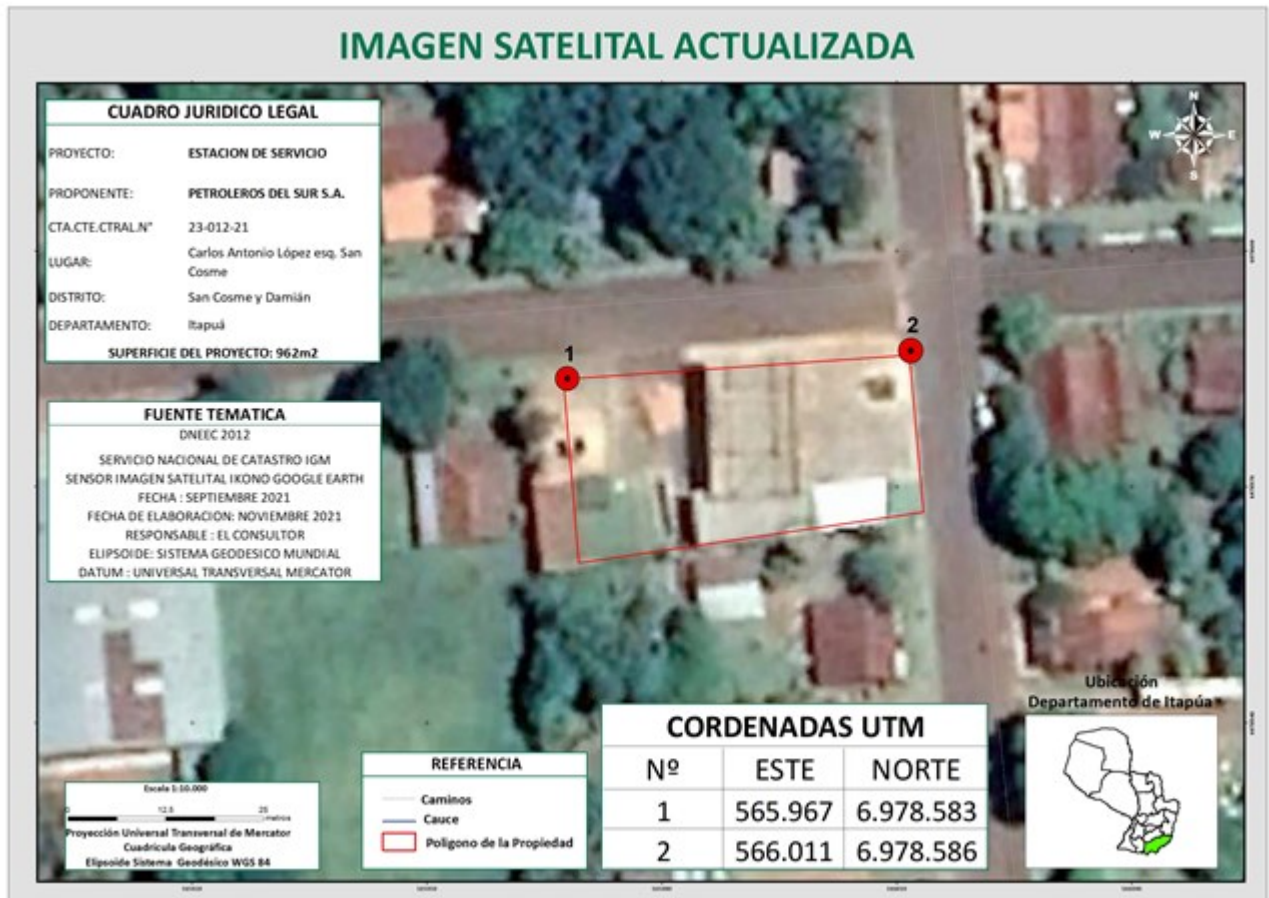 IMAGEN SATELITAL ACTUALIZADA
CUADRO JURIDICO LEGAL
PROYECTO: ESTACION DE SERVICIO
PROPONENTE: PETROLEROS DEL SUR S.A.
CTA.CTE.CTRAL.N° 23-012-21
LUGAR: Carlos Antonio López esq. San
Cosme
DISTRITO: San Cosme y Damián
DEPARTAMENTO: Itapuá
SUPERFICIE DEL PROYECTO: 962m2
FUENTE TEMATICA
DNEEC 2012
SERVICIO NACIONAL DE CATASTRO IGM
SENSOR IMAGEN SATELITAL IKONO GOOGLE EARTH
FECHA : SEPTIEMBRE 2021
FECHA DE ELABORACION: NOVIEMBRE 2021
RESPONSABLE : EL CONSULTOR
ELIPSOIDE: SISTEMA GEODESICO MUNDIAL
DATUM : UNIVERSAL TRANSVERSAL MERCATOR
N
W E
S
1
2
Escala 1:10.000
0 12.5 25
metros
Proyección Universal Transversal de Mercator
Cuadrícula Geográfica
Elipsoide Sistema Geodésico WGS 84
REFERENCIA
Caminos
Cauce
Poligono de la Propiedad
CORDENADAS UTM
Nº ESTE NORTE
1 565.967 6.978.583
2 566.011 6.978.586
Ubicación
Departamento de Itapúa